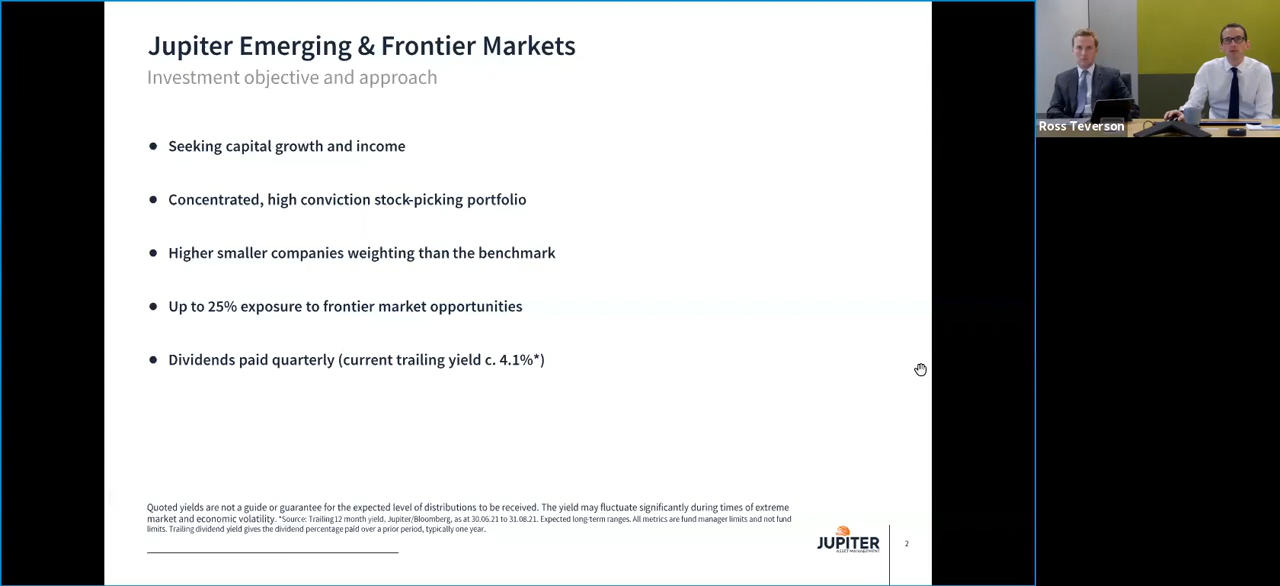 Jupiter Emerging & Frontier Markets
Investment objective and approach
● Seeking capital growth and income
● Concentrated, high conviction stock-picking portfolio
● Higher smaller companies weighting than the benchmark
● Up to 25% exposure to frontier market opportunities
● Dividends paid quarterly (current trailing yield c. 4.1%*)
Quoted yields are not a guide or guarantee for the expected level of distributions to be received. The yield may fluctuate significantly during times of extreme
market and economic volatility. *Source: Trailing 12 month yield, Jupiter/Bloomberg, as at 30.06.21 to 31.08.21. Expected long-term ranges. All metrics are fund manager limits and not fund
limits. Trailing dividend yield gives the dividend percentage paid over a prior period, typically one year.
JUPITER
ASSET MANAGEMENT
2
Ross Teverson